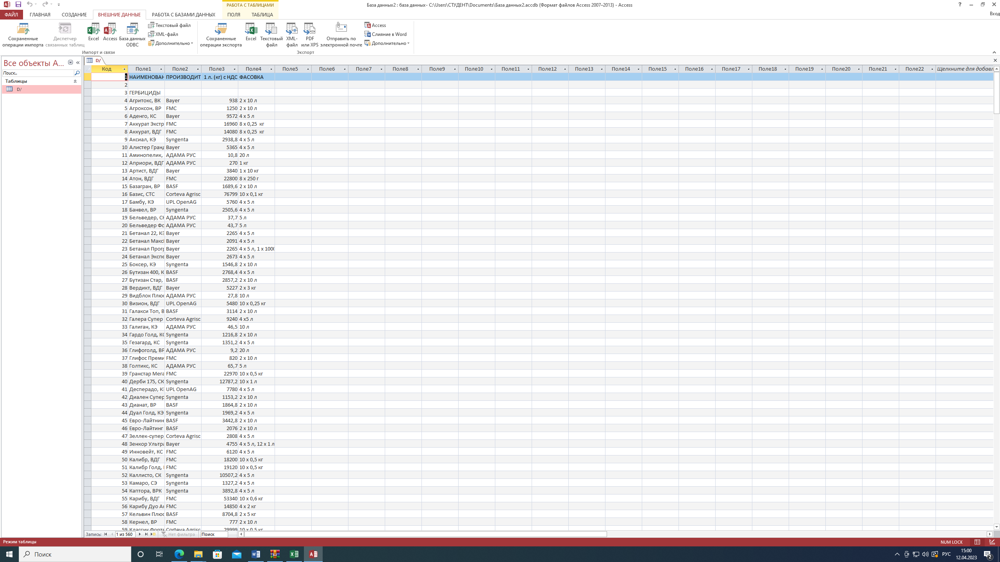 РАБОТА С ТАБЛИЦАМИ
База данных2 : база данных- C:\Users\СТУДЕНТ\Documents\База данных2.accdb (Формат файлов Access 2007–2013) - Access
ФАЙЛ ГЛАВНАЯ СОЗДАНИЕ ВНЕШНИЕ ДАННЫЕ РАБОТА С БАЗАМИ ДАННЫХ ПОЛЯ ТАБЛИЦА Вход
Сохраненные операции импорта
Диспетчер связанных таблиц
Excel
Access
База данных ODBC
Текстовый файл
XML-файл
Дополнительно
Импорт и связи
Сохраненные операции экспорта
Excel
Текстовый файл
XML-файл
PDF или XPS
Отправить по электронной почте
Access
Слияние в Word
Дополнительно
Экспорт
Все объекты A...
Поиск...
Таблицы
D/
D/
Код Поле1 Поле2 Поле3 Поле4 Поле5 Поле6 Поле7 Поле8 Поле9 Поле10 Поле11 Поле12 Поле13 Поле14 Поле15 Поле16 Поле17 Поле18 Поле19 Поле20 Поле21 Поле22 Щелкните для добавл
1 НАИМЕНОВАН ПРОИЗВОДИТ 1 л. (кг) с НДС ФАСОВКА
2
3 ГЕРБИЦИДЫ
4 Агритокс, ВК Bayer 938 2 х 10 л
5 Агроксон, ВР FMC 1250 2 х 10 л
6 Аденго, КС Bayer 9572 4 х 5 л
7 Аккурат Экстр FMC 16960 8 х 0,25 кг
8 Аккурат, ВДГ FMC 14080 8 х 0,25 кг
9 Аксиал, КЭ Syngenta 2938,8 4 х 5 л
10 Алистер Гранд Bayer 5365 4 х 5 л
11 Аминопелик, АДАМА РУС 10,8 20 л
12 Априори, ВДГ АДАМА РУС 270 1 кг
13 Артист, ВДГ Bayer 3840 1 х 10 кг
14 Атон, ВДГ FMC 22800 8 х 250 г
15 Базагран, ВР BASF 1689,6 2 х 10 л
16 Базис, СТС Corteva Agrisc 76799 10 х 0,1 кг
17 Бамбу, КЭ UPL OpenAG 5760 4 х 5 л
18 Банвел, ВР Syngenta 2505,6 4 х 5 л
19 Бельведер, СК АДАМА РУС 37,7 5 л
20 Бельведер Фо АДАМА РУС 43,7 5 л
21 Бетанал 22, КЭ Bayer 2265 4 х 5 л
22 Бетанал Макс Bayer 2091 4 х 5 л
23 Бетанал Прогр Bayer 2265 4 х 5 л, 1 х 1000
24 Бетанал Экспе Bayer 2673 4 х 5 л
25 Боксер, КЭ Syngenta 1546,8 2 х 10 л
26 Бутизан 400, К BASF 2768,4 4 х 5 л
27 Бутизан Стар, BASF 2857,2 2 х 10 л
28 Вердикт, ВДГ Bayer 5227 2 х 3 кг
29 Видблок Плюс АДАМА РУС 27,8 10 л
30 Визион, ВДГ UPL OpenAG 5480 10 х 0,25 кг
31 Галакси Топ, В BASF 3114 2 х 10 л
32 Галера Супер Corteva Agrisc 9240 4 х5 л
33 Галиган, КЭ АДАМА РУС 46,5 10 л
34 Гардо Голд, КС Syngenta 1216,8 2 х 10 л
35 Гезагард, КС Syngenta 1351,2 4 х 5 л
36 Глифоголд, ВР АДАМА РУС 9,2 20 л
37 Глифос Преми FMC 820 2 х 10 л
38 Голтикс, КС АДАМА РУС 65,7 5 л
39 Гранстар Мега FMC 22970 10 х 0,5 кг
40 Дерби 175, СК Syngenta 12787,2 10 х 1 л
41 Десперадо, КЭ UPL OpenAG 7780 4 х 5 л
42 Диален Супер Syngenta 1153,2 2 х 10 л
43 Дианат, ВР BASF 1864,8 2 х 10 л
44 Дуал Голд, КЭ Syngenta 1969,2 4 х 5 л
45 Евро-Лайтнин BASF 3442,8 2 х 10 л
46 Евро-Лайтинг BASF 2076 2 х 10 л
47 Зеллек-супер Corteva Agrisc 2808 4 х 5 л
48 Зенкор Ультра Bayer 4755 4 х 5 л, 12 х 1 л
49 Инновейт, КС FMC 6120 4 х 5 л
50 Калибр, ВДГ FMC 18200 10 х 0,5 кг
51 Калибр Голд, FMC 19120 10 х 0,5 кг
52 Каллисто, СК Syngenta 10507,2 4 х 5 л
53 Камаро, СЭ Syngenta 1327,2 4 х 5 л
54 Каптора, ВРК Syngenta 3892,8 4 х 5 л
55 Карибу, ВДГ FMC 53340 10 х 0,6 кг
56 Карибу Дуо Ак FMC 14850 4 х 2 кг
57 Кельвин Плюс BASF 8704,8 2 х 5 кг
58 Кернел, ВР FMC 777 2 х 10 л
59 Классик Форте Corteva Agrisc 29999 10 х 0,5 кг
Запись: 1 из 560 Нет фильтра Поиск
Режим таблицы NUM LOCK
Поиск РУС 15:00
12.04.2023 2